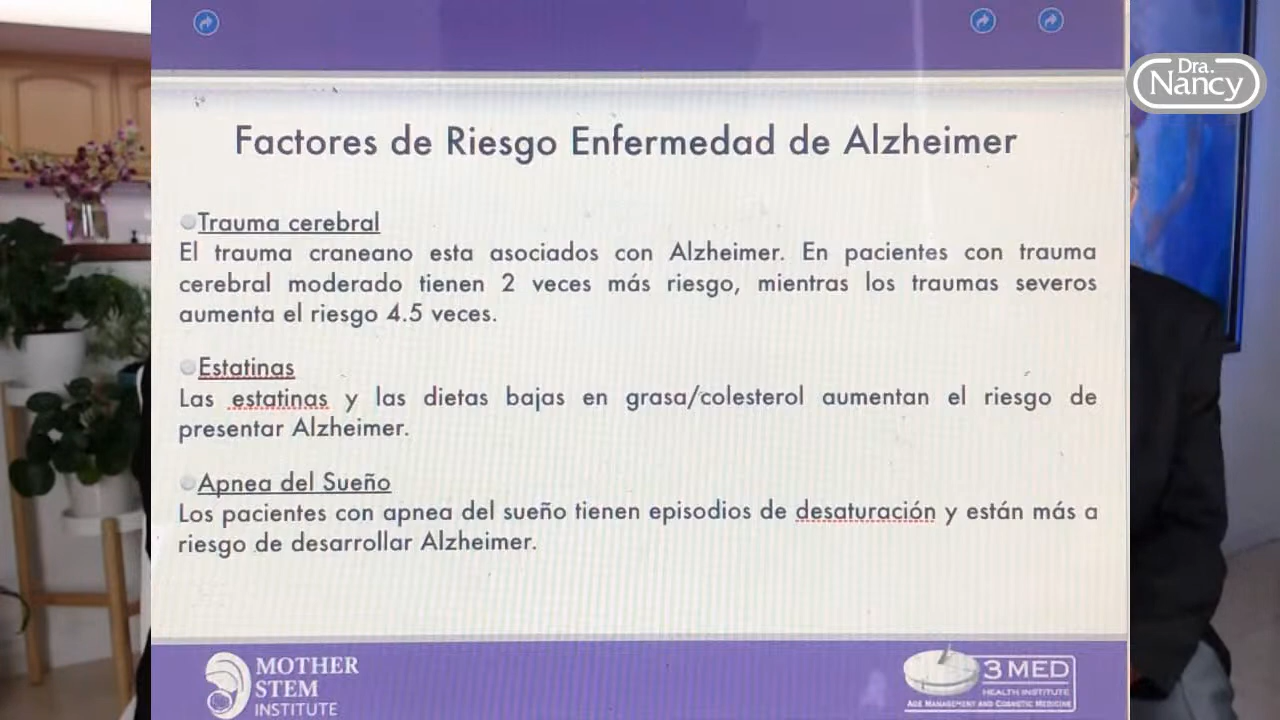 Dra.
Nancy
Factores de Riesgo Enfermedad de Alzheimer
Trauma cerebral
El trauma craneano esta asociados con Alzheimer. En pacientes con trauma
cerebral moderado tienen 2 veces más riesgo, mientras los traumas severos
aumenta el riesgo 4.5 veces.
Estatinas
Las estatinas y las dietas bajas en grasa/colesterol aumentan el riesgo de
presentar Alzheimer.
Apnea del Sueño
Los pacientes con apnea del sueño tienen episodios de desaturación y están más a
riesgo de desarrollar Alzheimer.
MOTHER
STEM
INSTITUTE
3 MED
HEALTH INSTITUTE
AGE MANAGEMENT AND COSMETIC MEDICINE